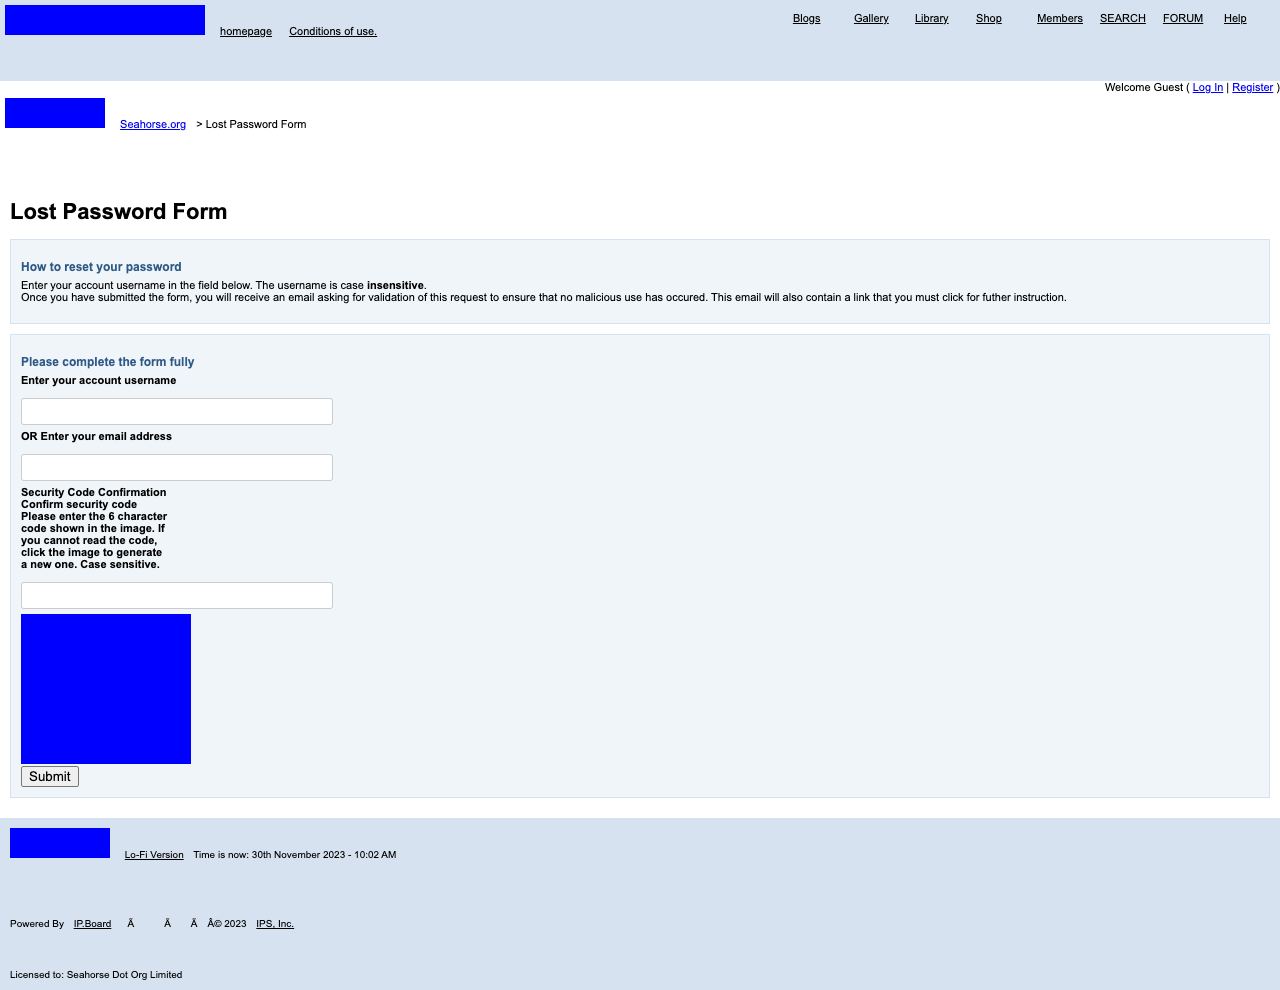 homepage Conditions of use. Blogs Gallery Library Shop Members SEARCH FORUM Help
Welcome Guest ( Log In | Register )
Seahorse.org > Lost Password Form
Lost Password Form
How to reset your password
Enter your account username in the field below. The username is case insensitive.
Once you have submitted the form, you will receive an email asking for validation of this request to ensure that no malicious use has occured. This email will also contain a link that you must click for futher instruction.
Please complete the form fully
Enter your account username
OR Enter your email address
Security Code Confirmation
Confirm security code
Please enter the 6 character
code shown in the image. If
you cannot read the code,
click the image to generate
a new one. Case sensitive.
Submit
Lo-Fi Version Time is now: 30th November 2023 - 10:02 AM
Powered By IP.Board Â Â Â Â© 2023 IPS, Inc.
Licensed to: Seahorse Dot Org Limited